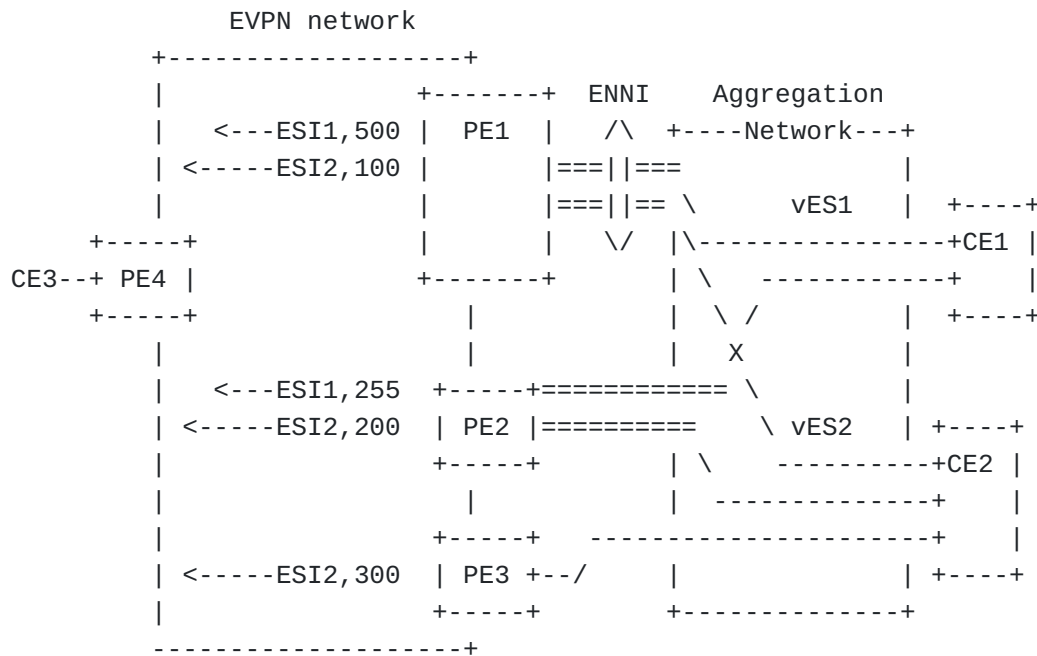 EVPN network
+-------------------+
|                +-------+  ENNI    Aggregation
|   <---ESI1,500 |  PE1  |   /\   +----Network---+
| <-----ESI2,100 |       |===||===            |
|                |       |===||== \      vES1   |  +----+
+-----+              |       |   \/   |\----------------+CE1 |
CE3--+ PE4 |              +-------+        | \    ------------+    |
+-----+                  |            |   \ /         |  +----+
|                   |            |    X          |
|   <---ESI1,255  +-----+============ \         |
| <-----ESI2,200  | PE2 |==========    \ vES2   | +----+
|                 +-----+        | \    ----------+CE2 |
|                   |            |  --------------+    |
|                 +-----+   ----------------------+    |
| <-----ESI2,300  | PE3 +--/     |               | +----+
|                 +-----+        +--------------+
--------------------+